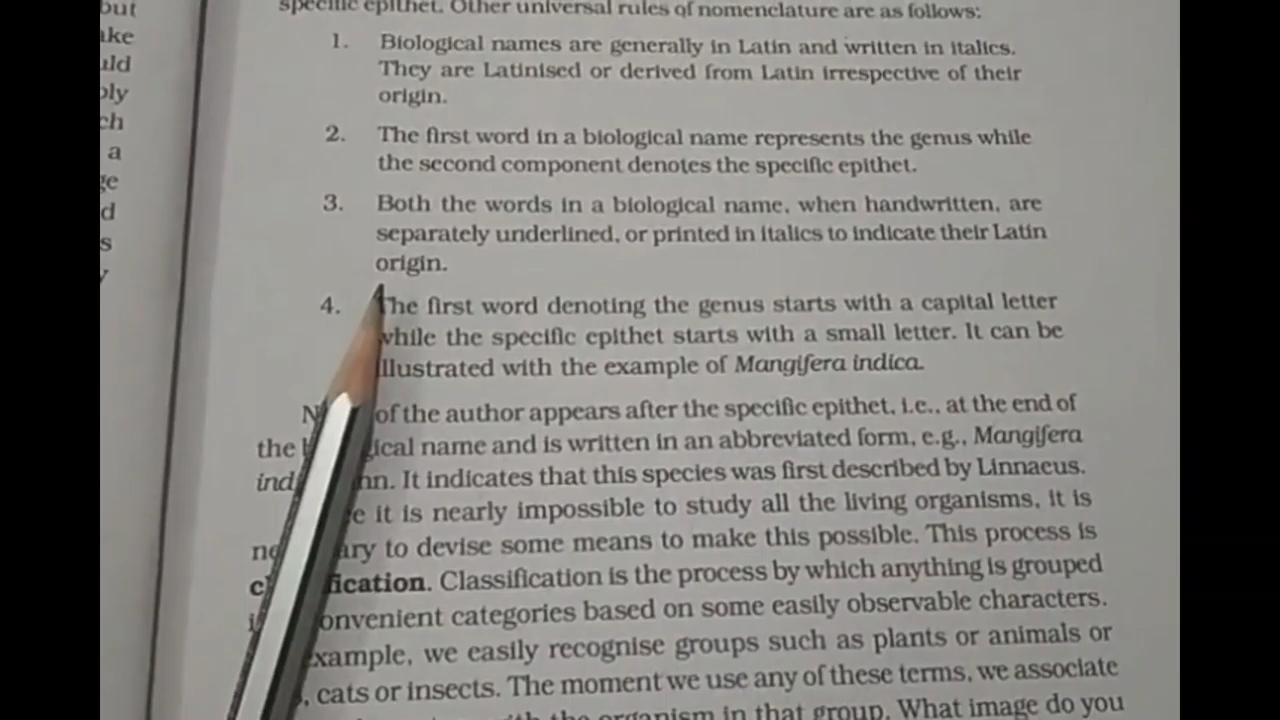 out
ake
uld
ply
ch
a
ge
d
s
y
specific epithet. Other universal rules of nomenclature are as follows:
1. Biological names are generally in Latin and written in italics.
They are Latinised or derived from Latin irrespective of their
origin.
2. The first word in a biological name represents the genus while
the second component denotes the specific epithet.
3. Both the words in a biological name, when handwritten, are
separately underlined, or printed in italics to indicate their Latin
origin.
4. The first word denoting the genus starts with a capital letter
while the specific epithet starts with a small letter. It can be
illustrated with the example of Mangifera indica.
of the author appears after the specific epithet, i.e., at the end of
the ical name and is written in an abbreviated form, e.g., Mangifera
ind nn. It indicates that this species was first described by Linnaeus.
e it is nearly impossible to study all the living organisms, it is
ne ary to devise some means to make this possible. This process is
c fication. Classification is the process by which anything is grouped
onvenient categories based on some easily observable characters.
example, we easily recognise groups such as plants or animals or
, cats or insects. The moment we use any of these terms, we associate
with the organism in that group. What image do you